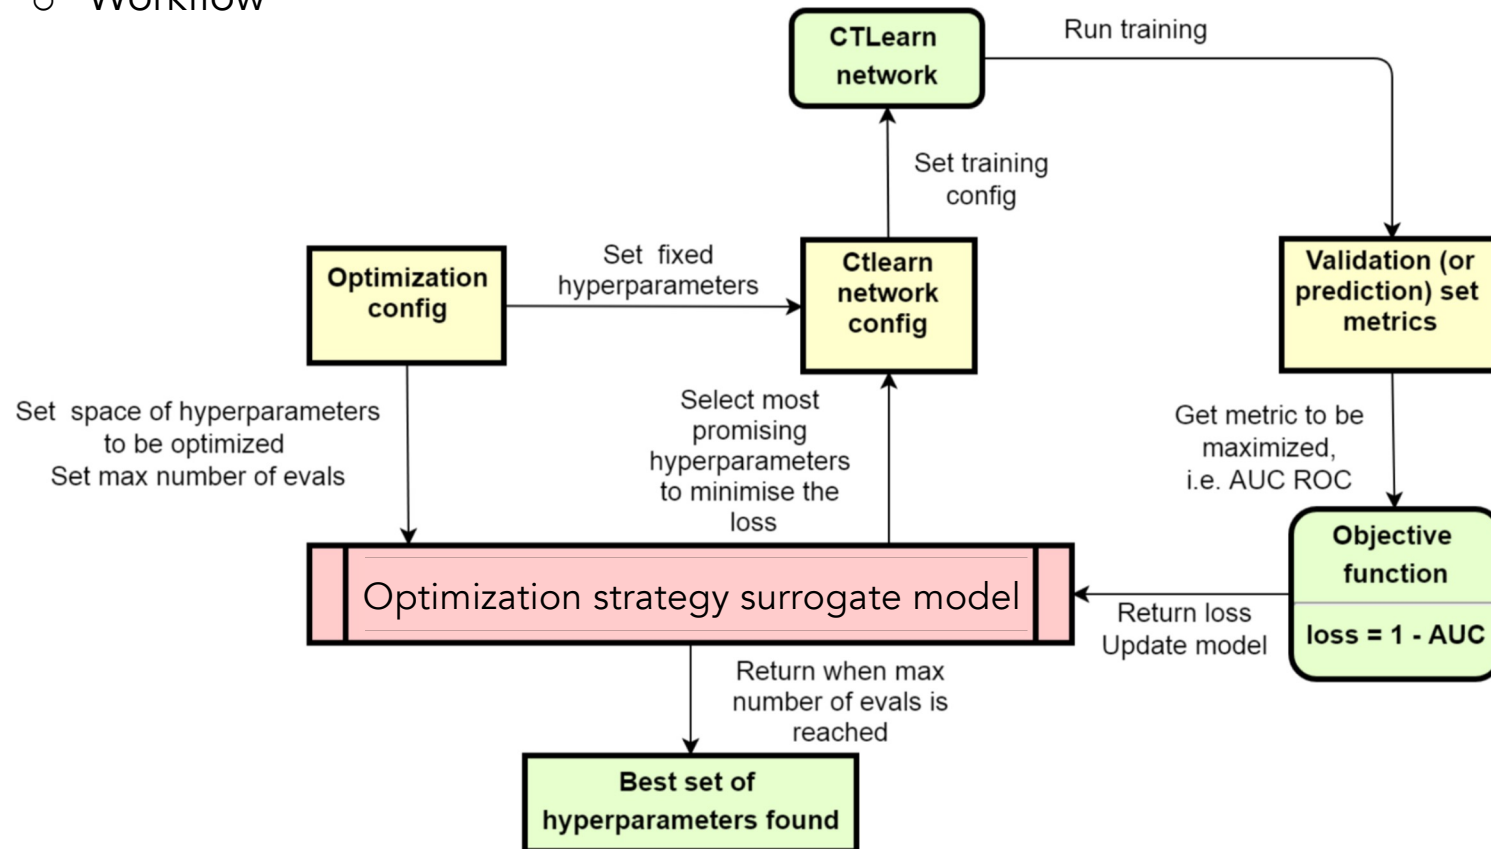 Workflow
CTLearn
network
Run training
Set training
config
Optimization
config
Set  fixed
hyperparameters
Ctlearn
network
config
Validation (or
prediction) set
metrics
Set  space of hyperparameters
to be optimized
Set max number of evals
Select most
promising
hyperparameters
to minimise the
loss
Get metric to be
maximized,
i.e. AUC ROC
Optimization strategy surrogate model
Objective
function
loss = 1 - AUC
Return loss
Update model
Return when max
number of evals is
reached
Best set of
hyperparameters found